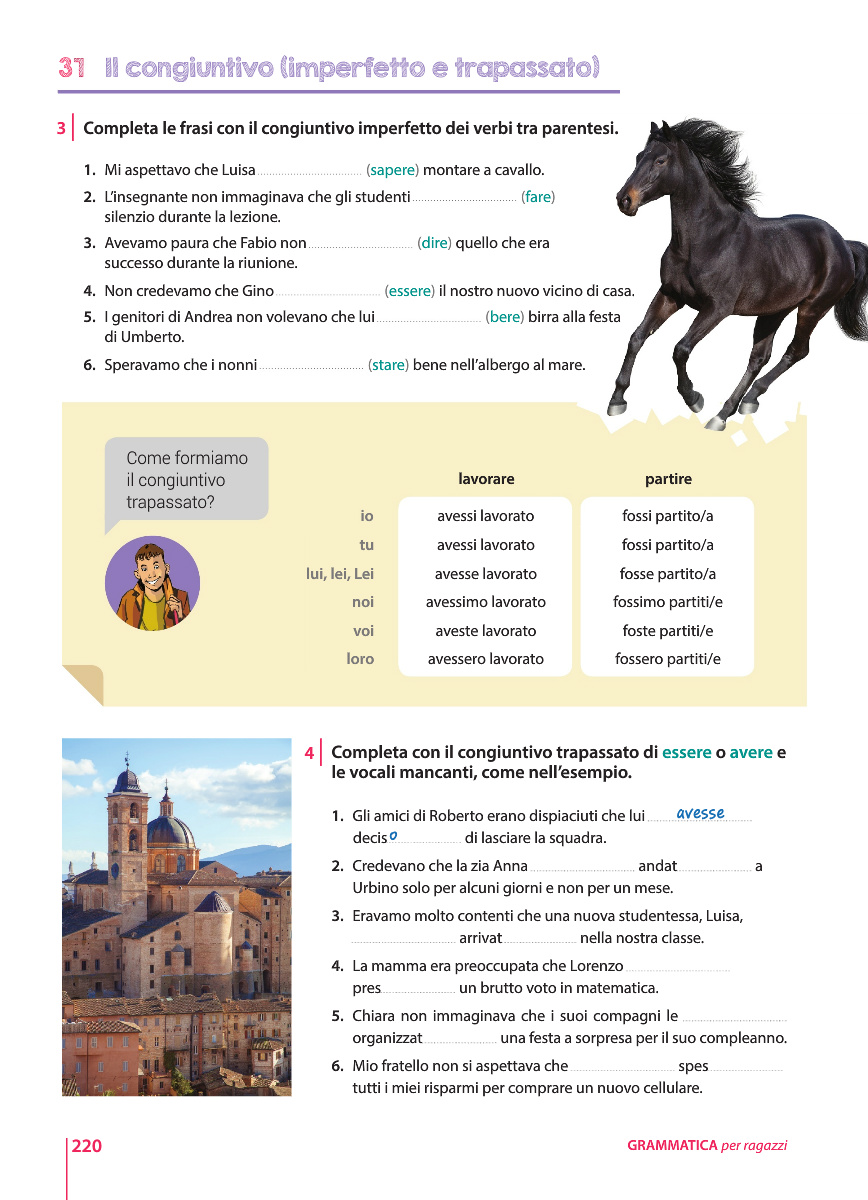 31 Il congiuntivo (imperfetto e trapassato)
3 Completa le frasi con il congiuntivo imperfetto dei verbi tra parentesi.
1. Mi aspettavo che Luisa .................................. (sapere) montare a cavallo.
2. L'insegnante non immaginava che gli studenti .................................. (fare)
silenzio durante la lezione.
3. Avevamo paura che Fabio non .................................. (dire) quello che era
successo durante la riunione.
4. Non credevamo che Gino .................................. (essere) il nostro nuovo vicino di casa.
5. I genitori di Andrea non volevano che lui .................................. (bere) birra alla festa
di Umberto.
6. Speravamo che i nonni .................................. (stare) bene nell'albergo al mare.
Come formiamo
il congiuntivo
trapassato?
lavorare partire
io avessi lavorato fossi partito/a
tu avessi lavorato fossi partito/a
lui, lei, Lei avesse lavorato fosse partito/a
noi avessimo lavorato fossimo partiti/e
voi aveste lavorato foste partiti/e
loro avessero lavorato fossero partiti/e
4 Completa con il congiuntivo trapassato di essere o avere e
le vocali mancanti, come nell'esempio.
1. Gli amici di Roberto erano dispiaciuti che lui avesse
deciso di lasciare la squadra.
2. Credevano che la zia Anna .................................. andat........................ a
Urbino solo per alcuni giorni e non per un mese.
3. Eravamo molto contenti che una nuova studentessa, Luisa,
.................................. arrivat........................ nella nostra classe.
4. La mamma era preoccupata che Lorenzo ..................................
pres........................ un brutto voto in matematica.
5. Chiara non immaginava che i suoi compagni le ..................................
organizzat........................ una festa a sorpresa per il suo compleanno.
6. Mio fratello non si aspettava che .................................. spes........................
tutti i miei risparmi per comprare un nuovo cellulare.
220 GRAMMATICA per ragazzi